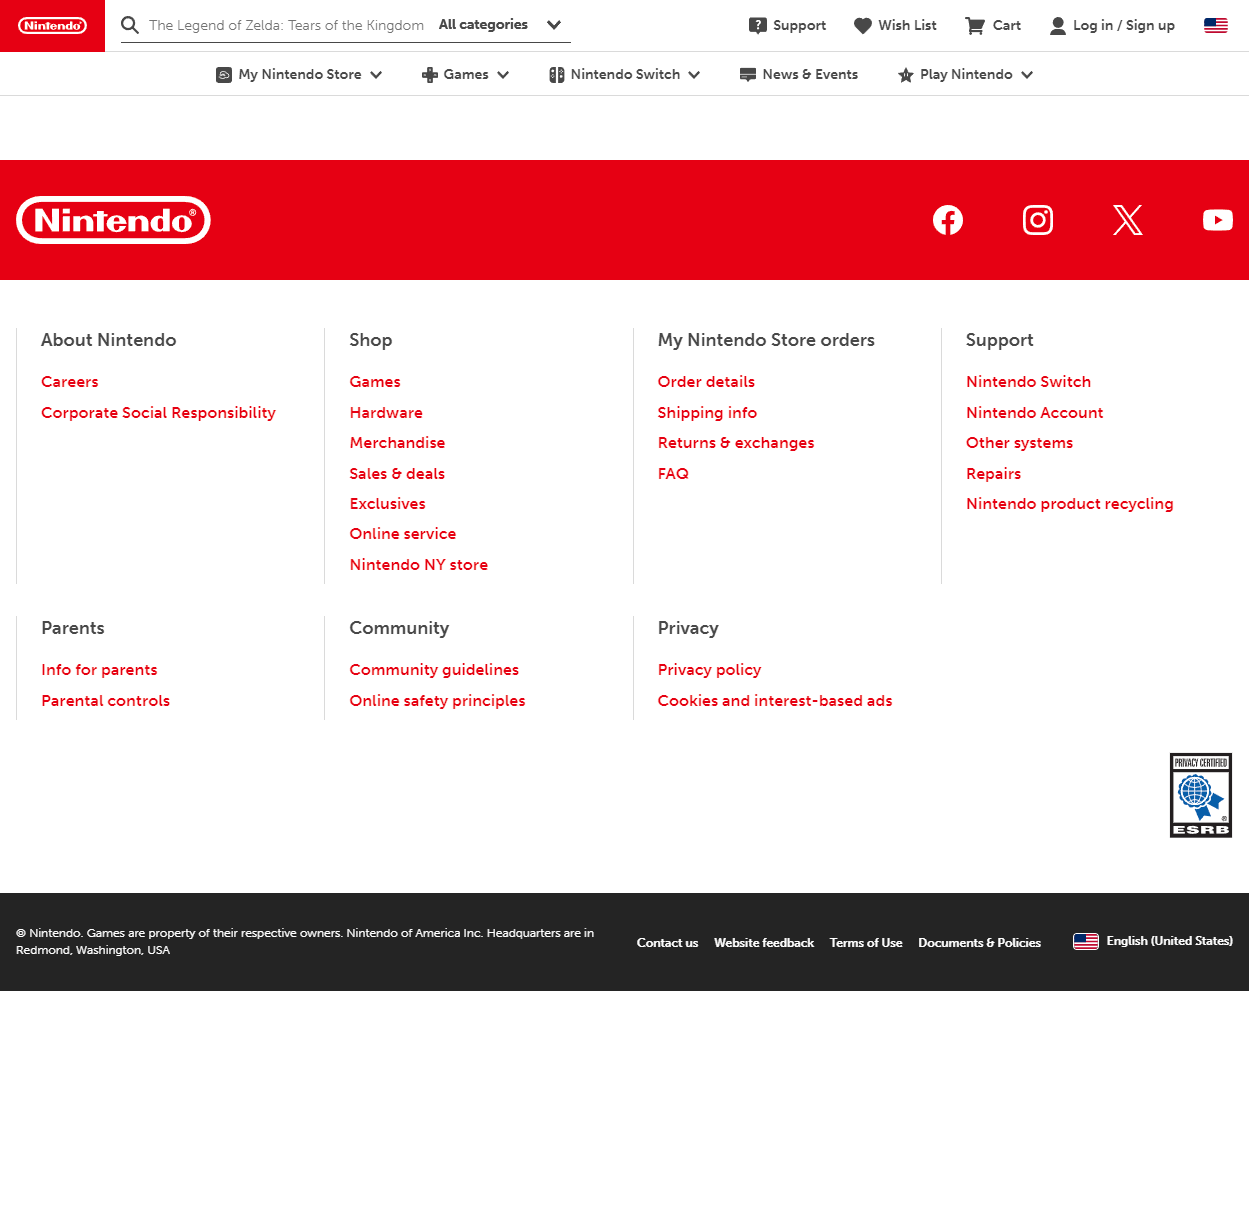 Nintendo
The Legend of Zelda: Tears of the Kingdom
All categories
Support
Wish List
Cart
Log in / Sign up
My Nintendo Store
Games
Nintendo Switch
News & Events
Play Nintendo
Nintendo®
About Nintendo
Careers
Corporate Social Responsibility
Shop
Games
Hardware
Merchandise
Sales & deals
Exclusives
Online service
Nintendo NY store
My Nintendo Store orders
Order details
Shipping info
Returns & exchanges
FAQ
Support
Nintendo Switch
Nintendo Account
Other systems
Repairs
Nintendo product recycling
Parents
Info for parents
Parental controls
Community
Community guidelines
Online safety principles
Privacy
Privacy policy
Cookies and interest-based ads
PRIVACY CERTIFIED
®
ESRB
© Nintendo. Games are property of their respective owners. Nintendo of America Inc. Headquarters are in
Redmond, Washington, USA
Contact us
Website feedback
Terms of Use
Documents & Policies
English (United States)